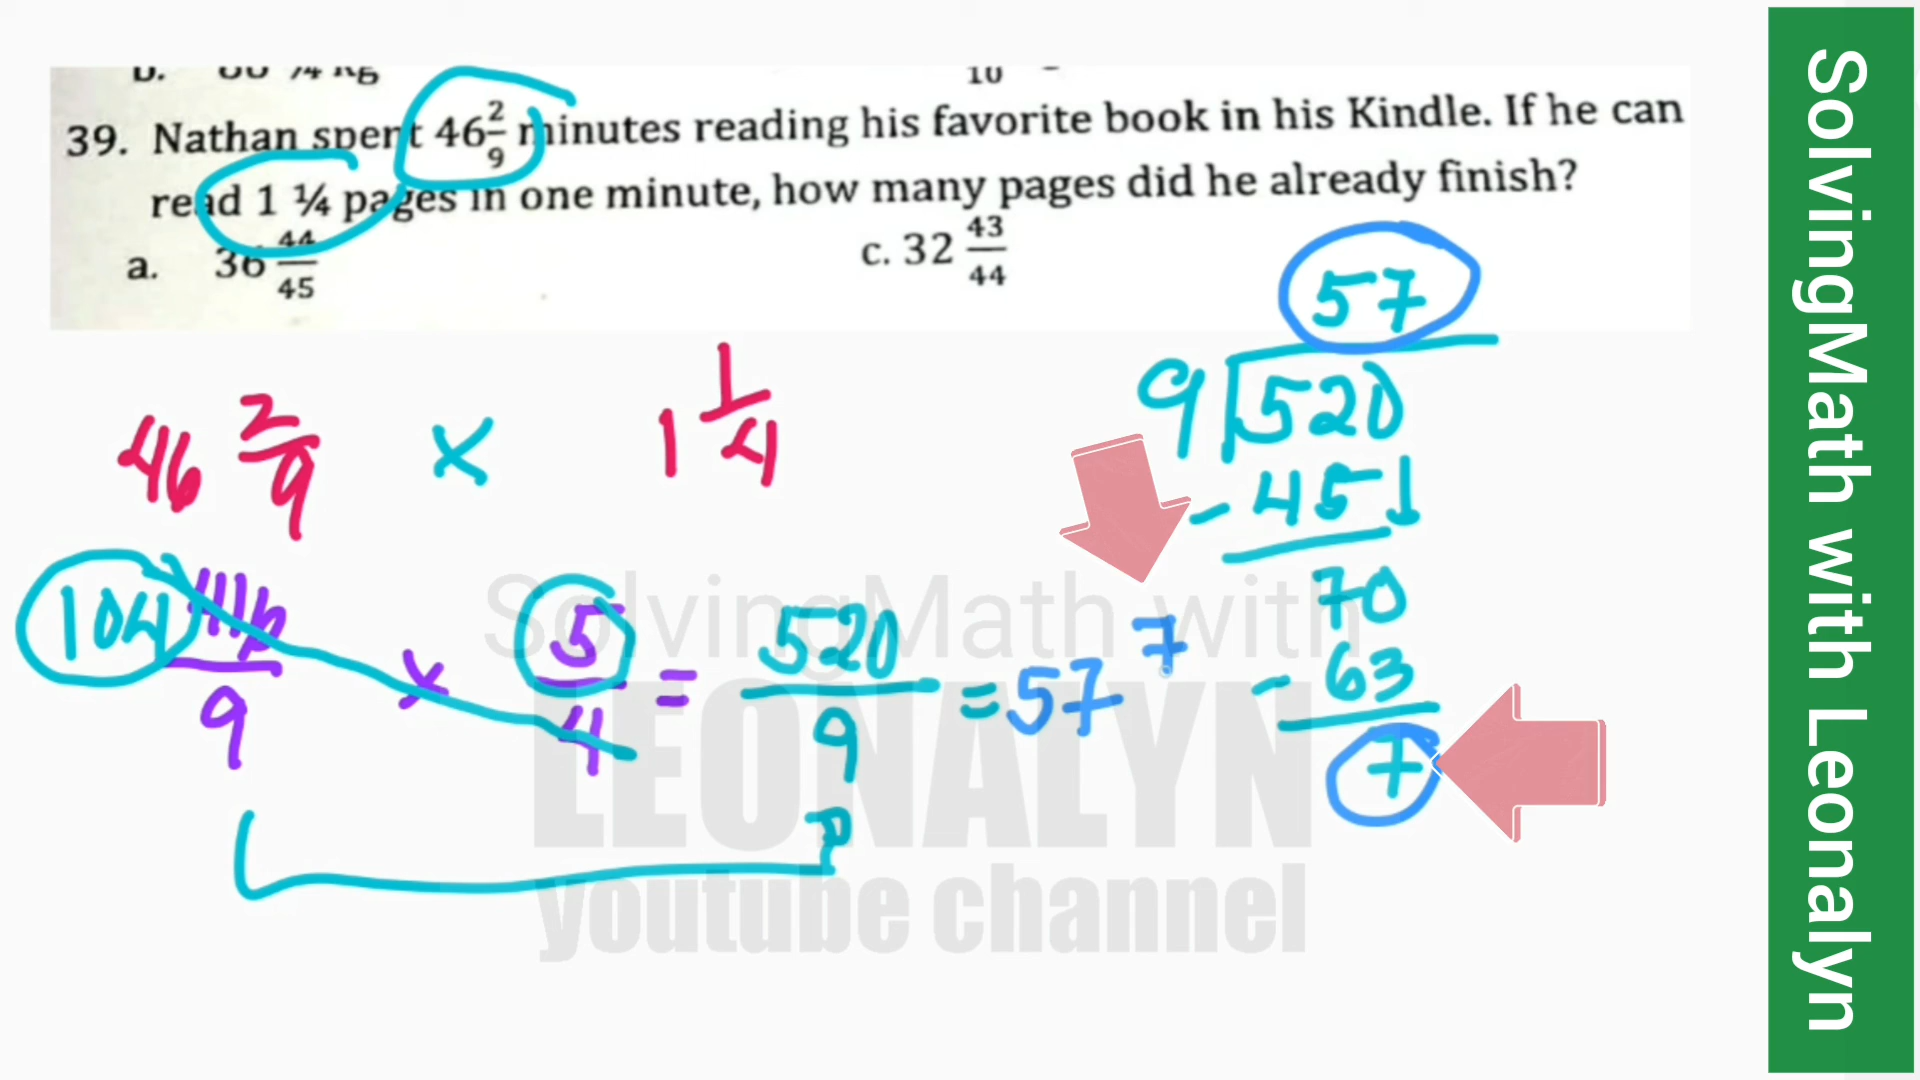 39. Nathan spent 46 2/9 minutes reading his favorite book in his Kindle. If he can
read 1 ¼ pages in one minute, how many pages did he already finish?
a. 36 44/45
c. 32 43/44
46 2/9 x 1 1/4
104 416/9 x 5/4 = 520/9 = 57 7
57
9 520
- 45
70
- 63
7
SolvingMath with
LEONALYN
youtube channel
SolvingMath with Leonalyn